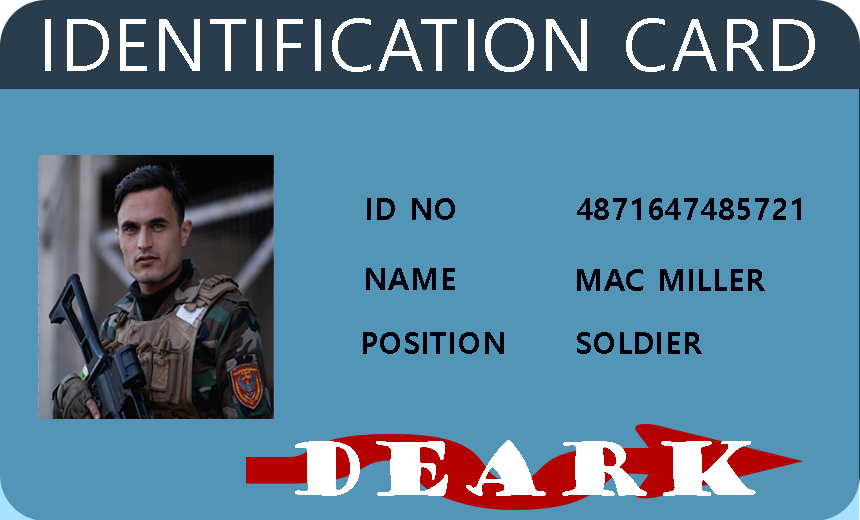 IDENTIFICATION CARD
ID NO 4871647485721
NAME MAC MILLER
POSITION SOLDIER
DEARK